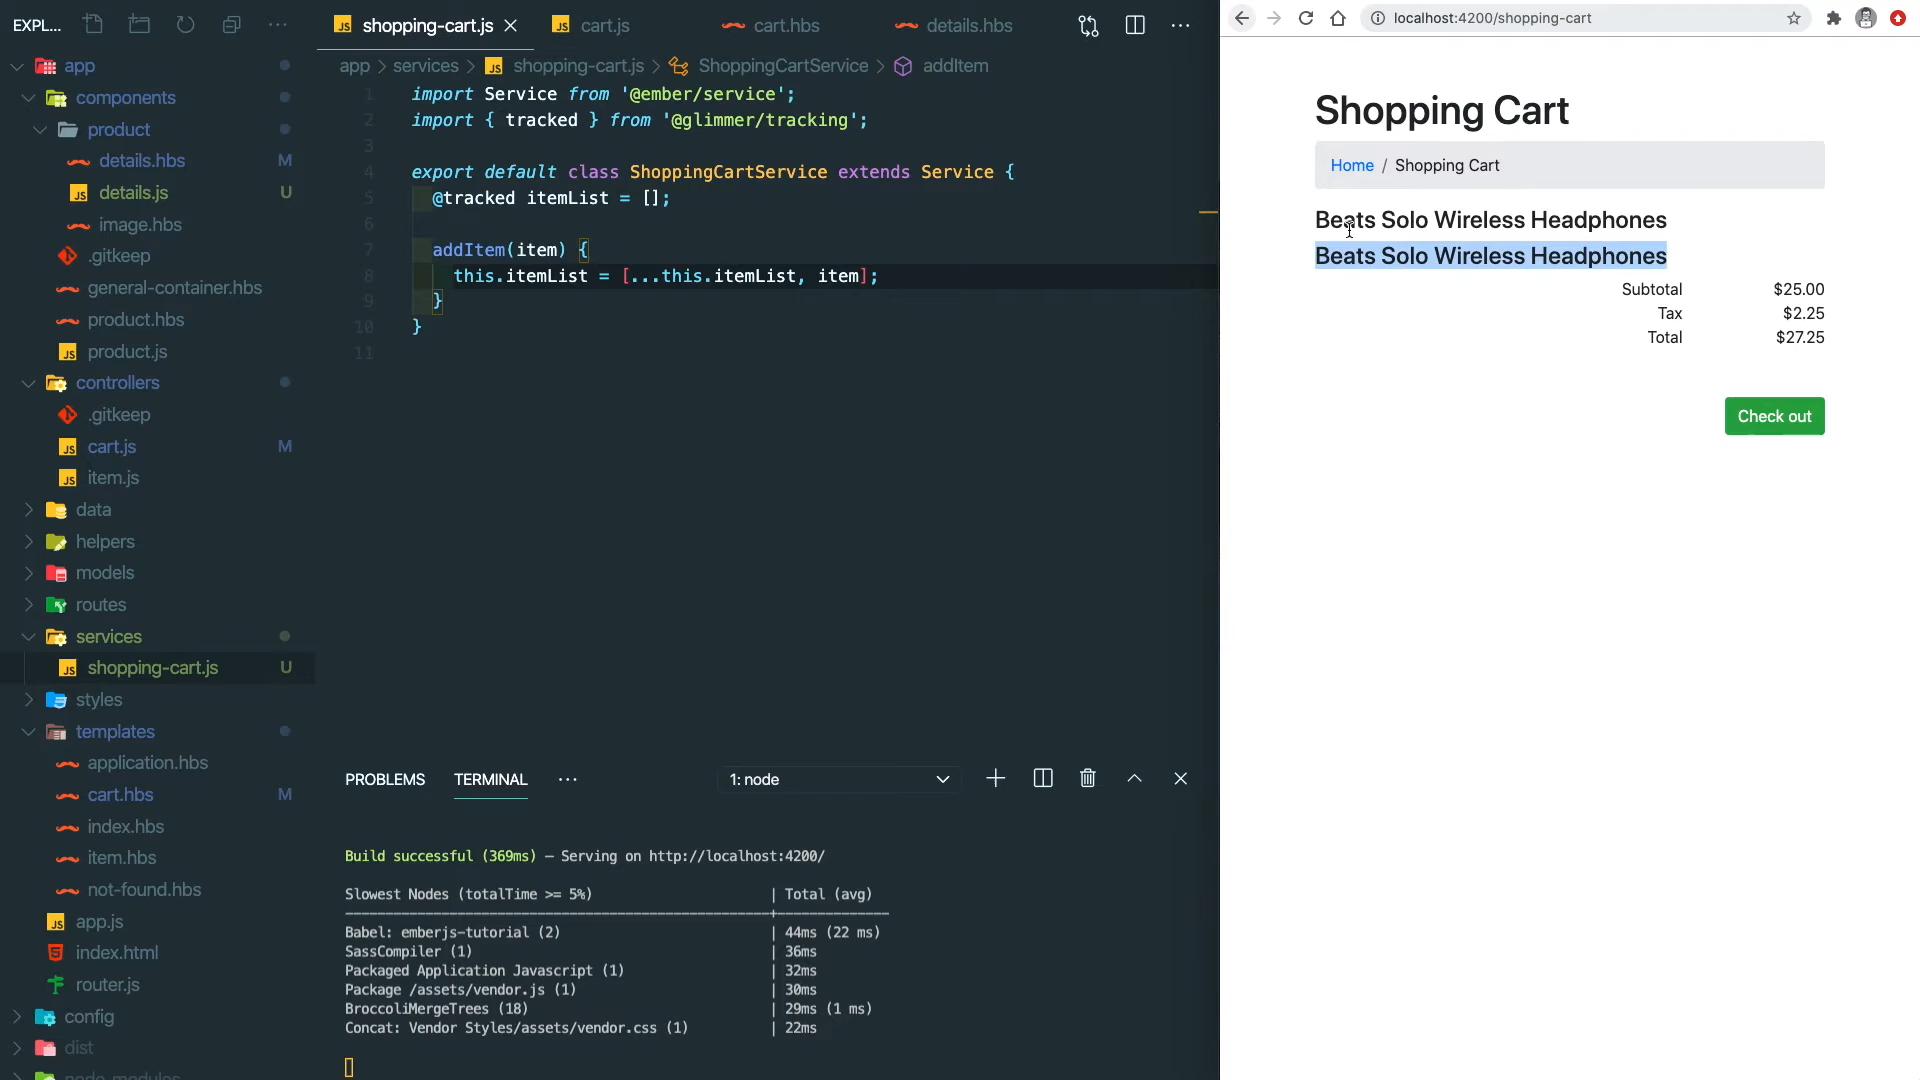 EXPL...
app
components
product
details.hbs M
details.js U
image.hbs
.gitkeep
general-container.hbs
product.hbs
product.js
controllers
.gitkeep
cart.js M
item.js
data
helpers
models
routes
services
shopping-cart.js U
styles
templates
application.hbs
cart.hbs M
index.hbs
item.hbs
not-found.hbs
app.js
index.html
router.js
config
dist
node_modules
shopping-cart.js
cart.js
cart.hbs
details.hbs
app > services > JS shopping-cart.js > ShoppingCartService > addItem
1 import Service from '@ember/service';
2 import { tracked } from '@glimmer/tracking';
3
4 export default class ShoppingCartService extends Service {
5 @tracked itemList = [];
6
7 addItem(item) {
8 this.itemList = [...this.itemList, item];
9 }
10 }
11
PROBLEMS TERMINAL ··· 1: node
Build successful (369ms) – Serving on http://localhost:4200/
Slowest Nodes (totalTime >= 5%) | Total (avg)
Babel: emberjs-tutorial (2) | 44ms (22 ms)
SassCompiler (1) | 36ms
Packaged Application Javascript (1) | 32ms
Package /assets/vendor.js (1) | 30ms
BroccoliMergeTrees (18) | 29ms (1 ms)
Concat: Vendor Styles/assets/vendor.css (1) | 22ms
localhost:4200/shopping-cart
Shopping Cart
Home / Shopping Cart
Beats Solo Wireless Headphones
Beats Solo Wireless Headphones
Subtotal $25.00
Tax $2.25
Total $27.25
Check out